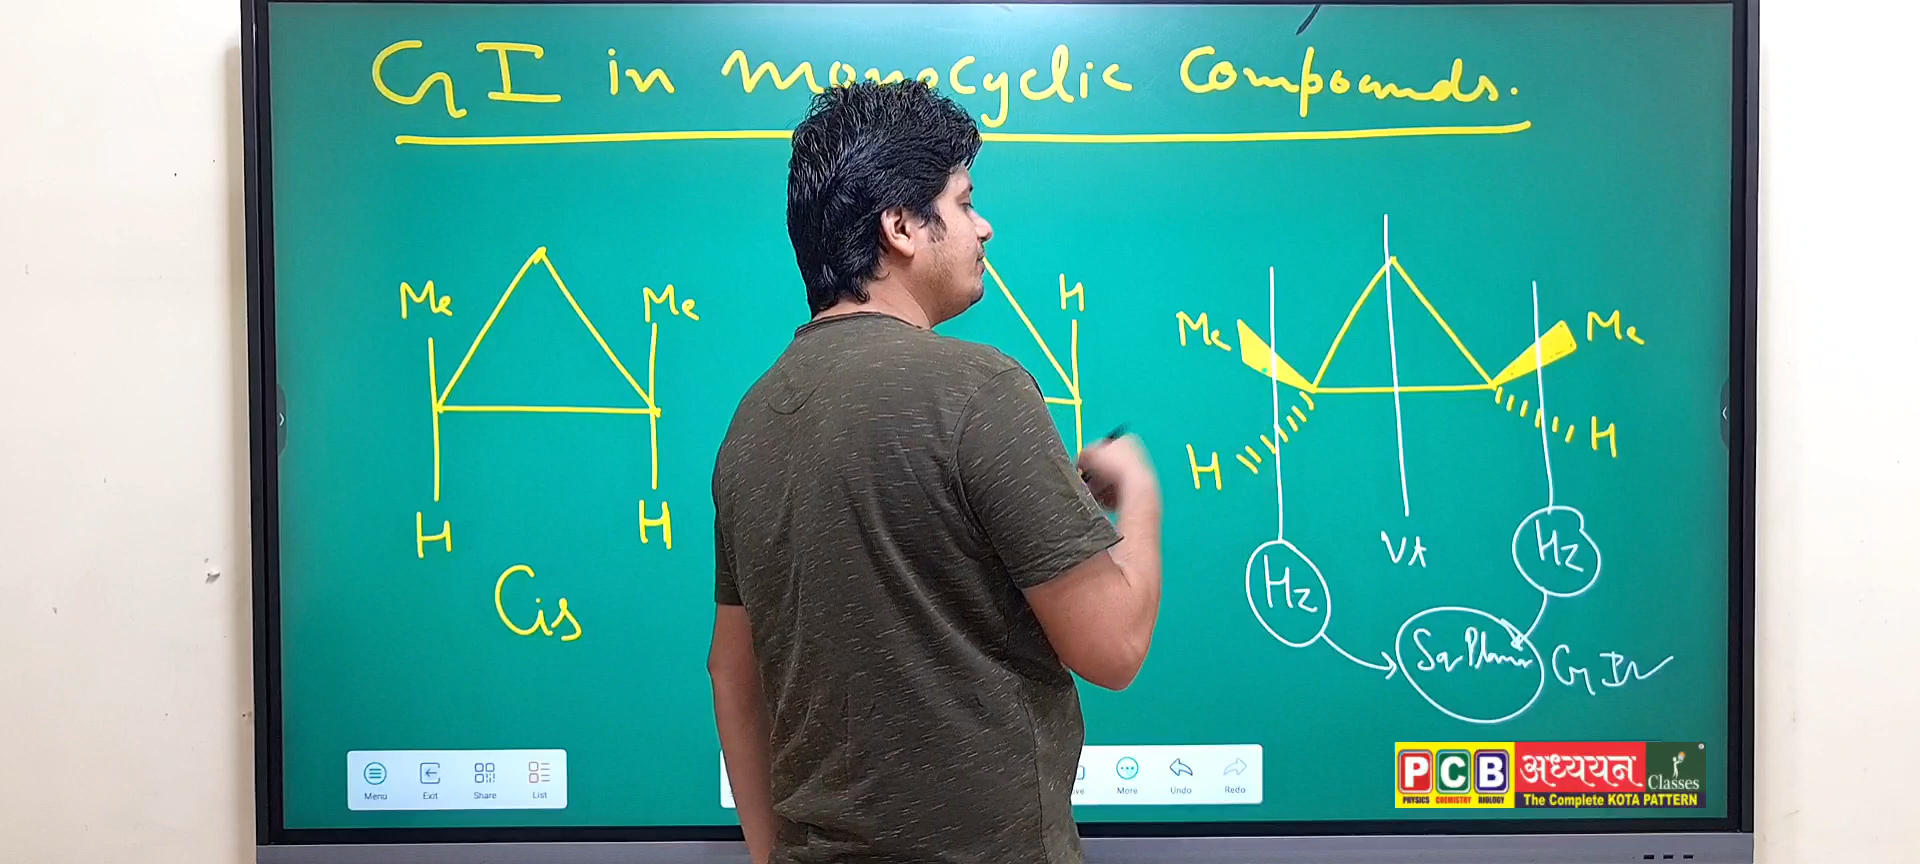 GI in monocyclic compounds.
Me
Me
H
H
Cis
H
Me
Me
H
H
VA
Hz
Hz
Sq Planar
GI
Menu
Exit
Share
List
More
Undo
Redo
PCB अध्ययन Classes
PHYSICS CHEMISTRY BIOLOGY
The Complete KOTA PATTERN